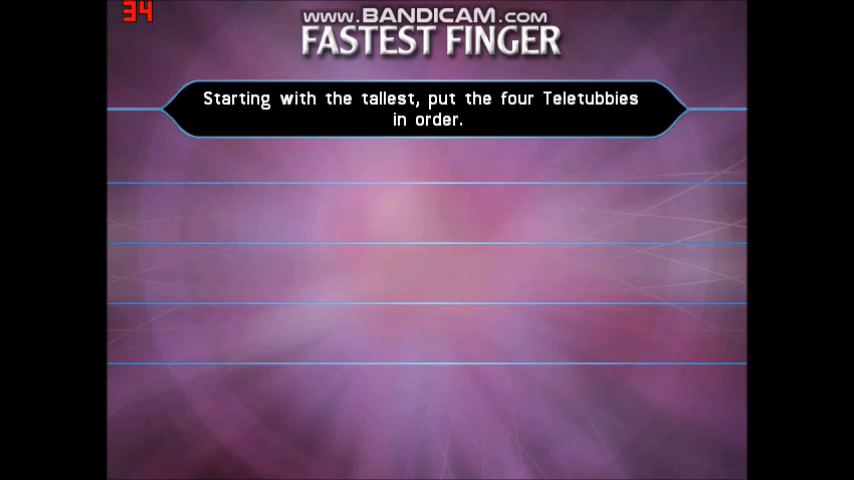 34
www.BANDICAM.com
FASTEST FINGER
Starting with the tallest, put the four Teletubbies
in order.